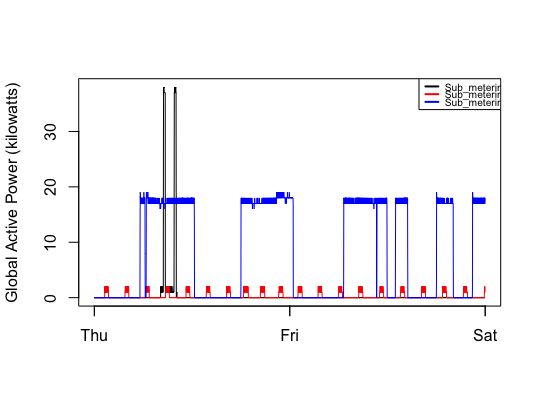 Global Active Power (kilowatts)
0
10
20
30
Thu
Fri
Sat
Sub_meterin
Sub_meterin
Sub_meterin